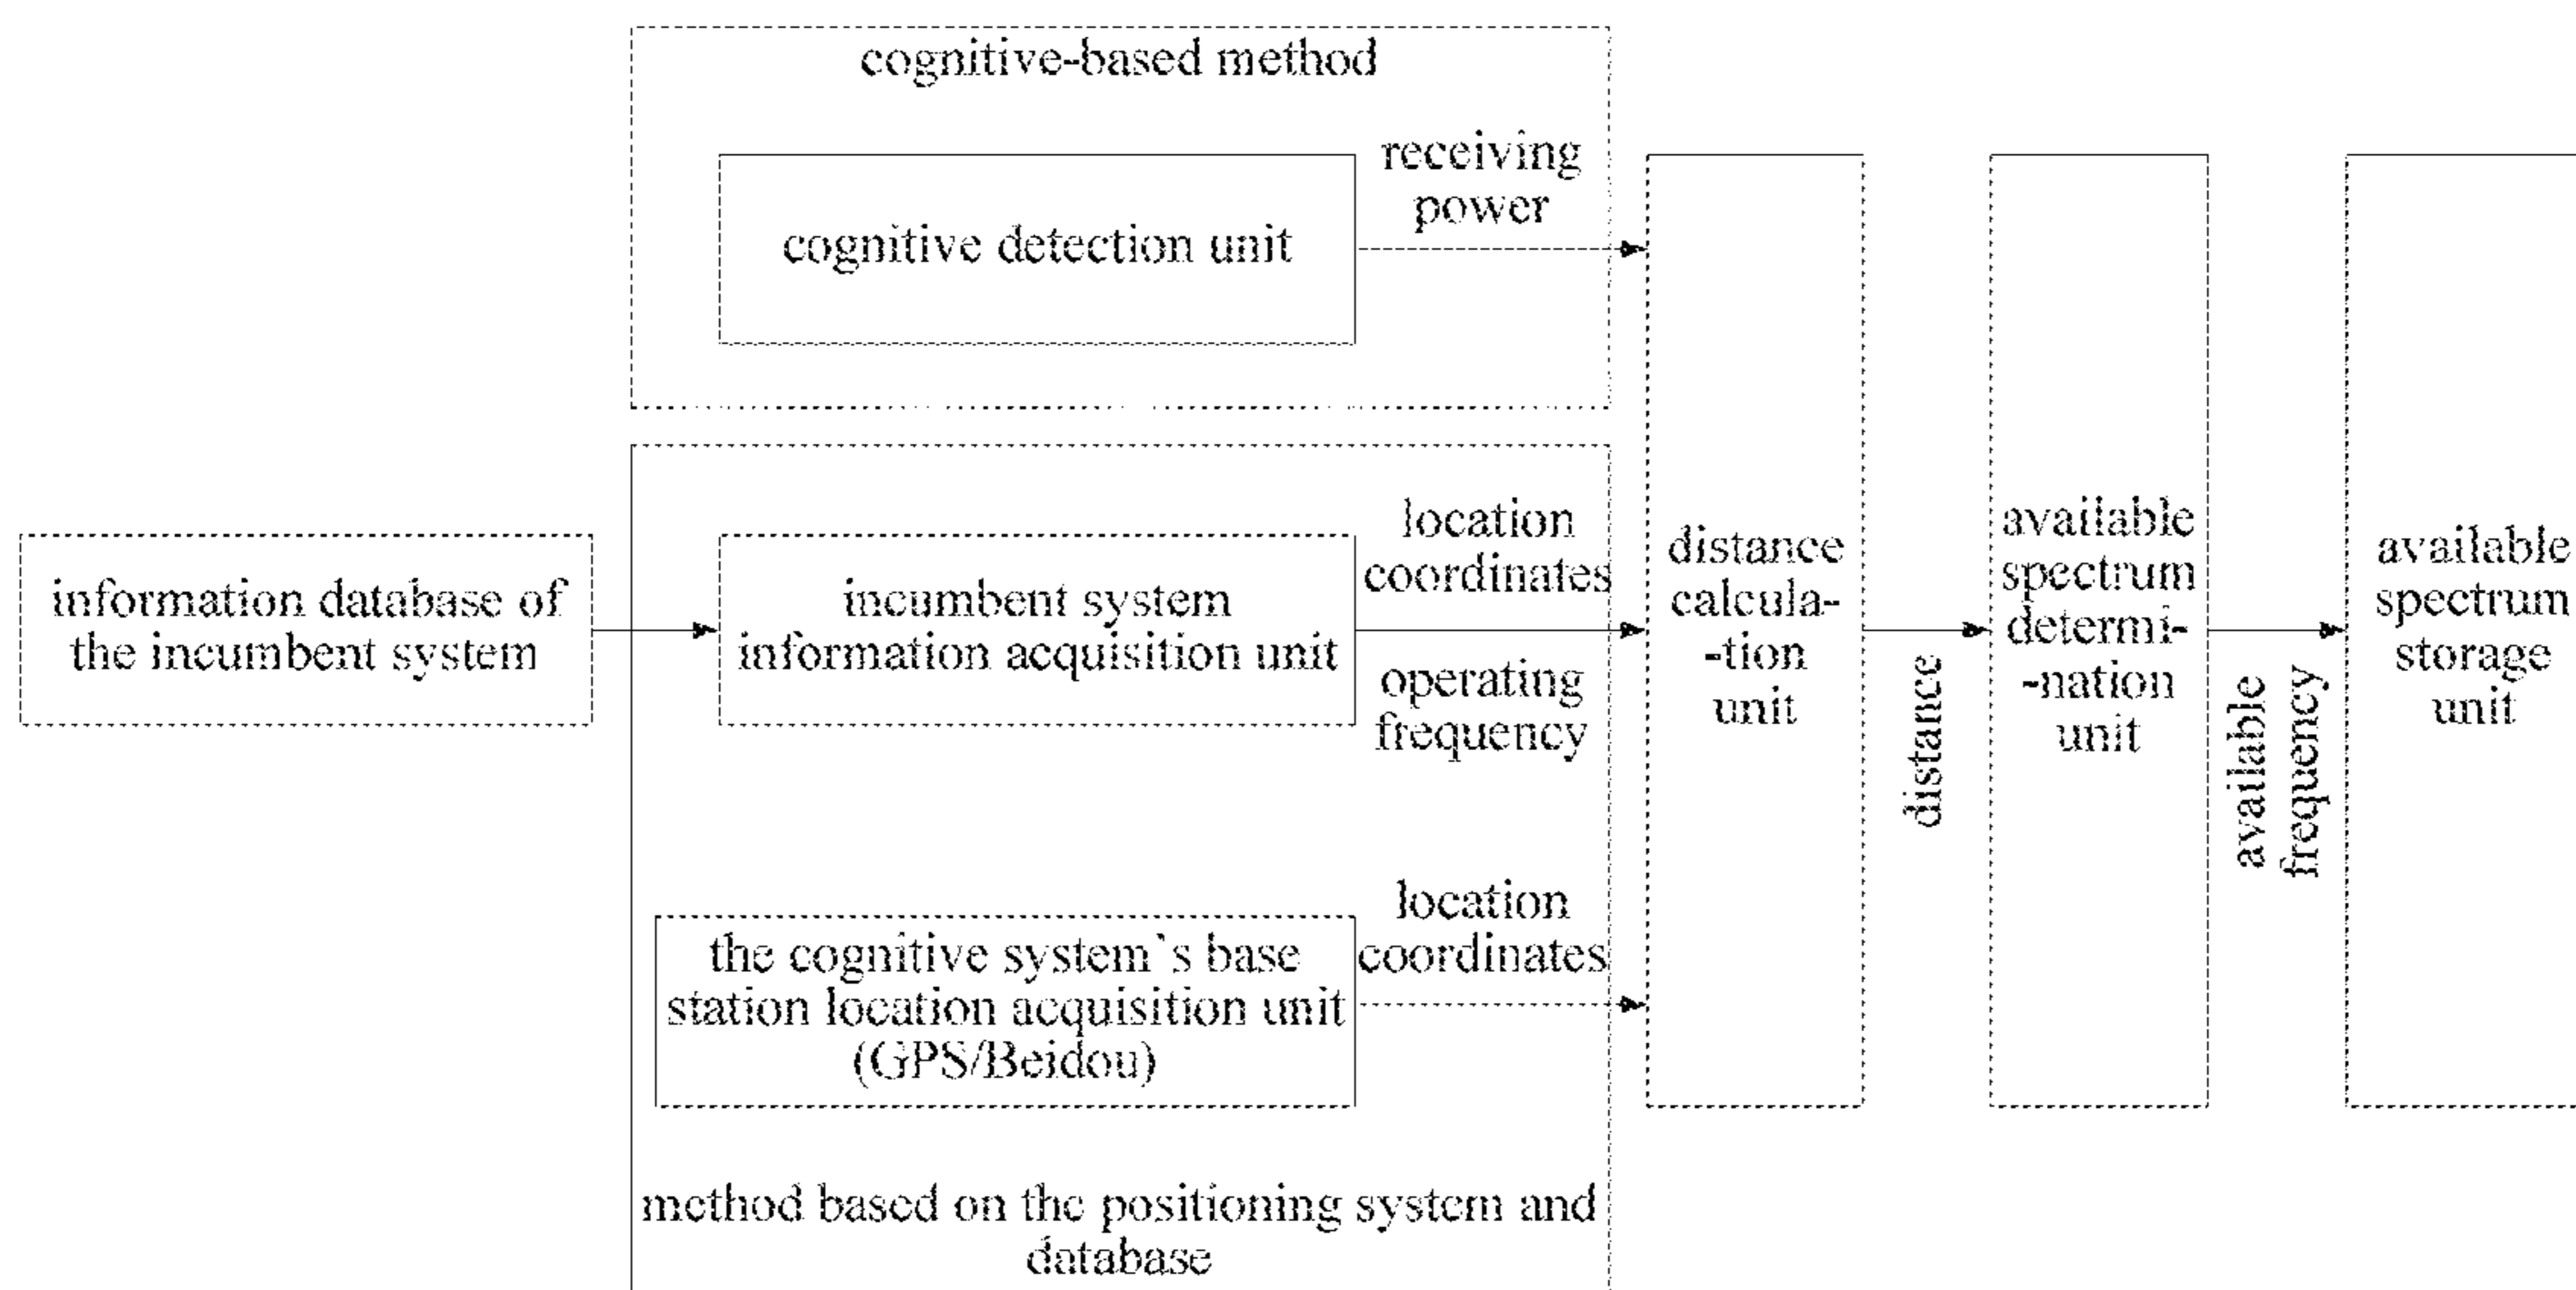 cognitive-based method
receiving
power
cognitive detection unit
information database of
the incumbent system
incumbent system
information acquisition unit
location
coordinates
operating
frequency
the cognitive system`s base
station location acquisition unit
(GPS/Beidou)
location
coordinates
method based on the positioning system and
database
distance
calcula-
-tion
unit
distance
available
spectrum
determi-
-nation
unit
available
frequency
available
spectrum
storage
unit